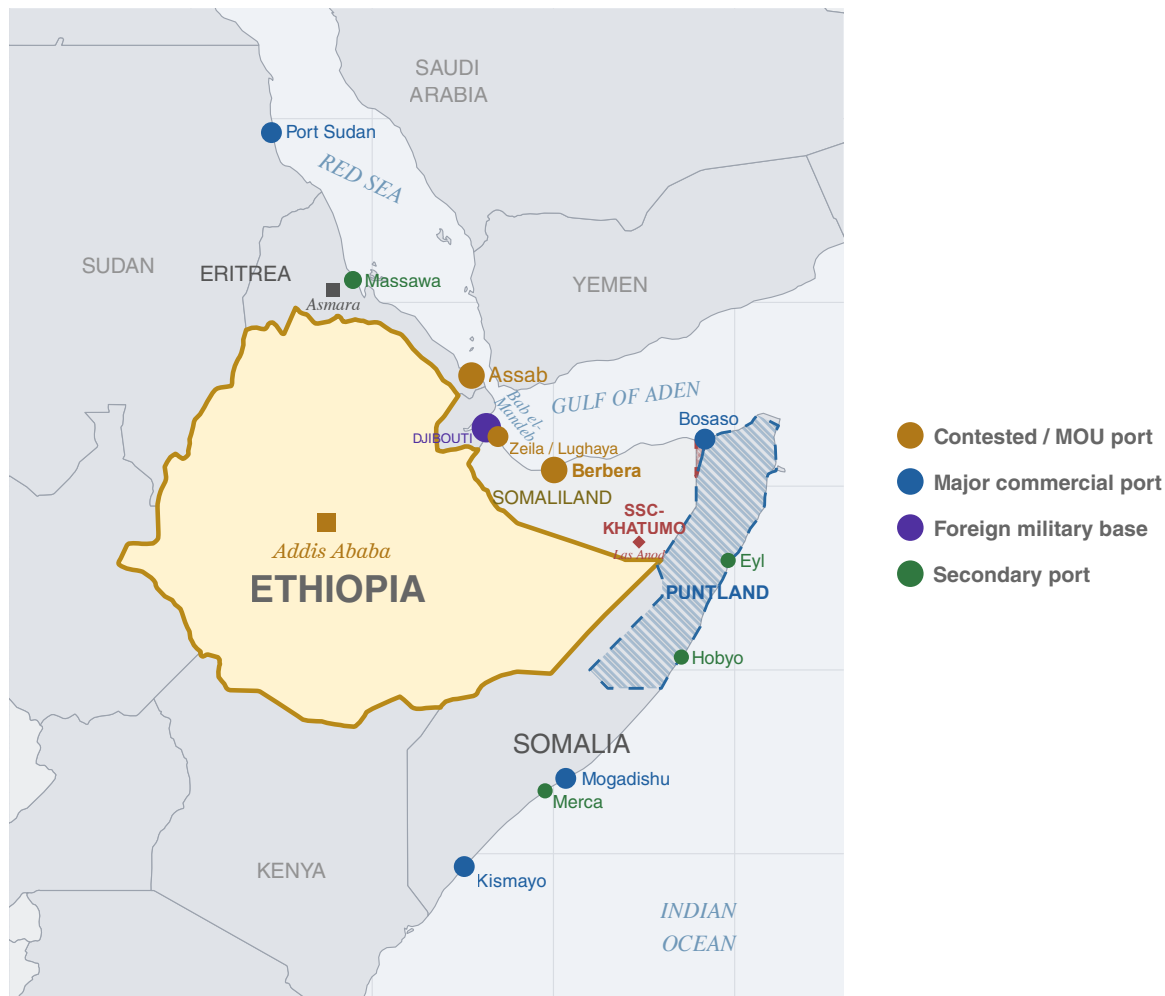 SAUDI
ARABIA
Port Sudan
RED SEA
SUDAN
ERITREA
Massawa
Asmara
YEMEN
Assab
Bab el-
Mandeb
GULF OF ADEN
Bosaso
DJIBOUTI
Zeila / Lughaya
Berbera
SOMALILAND
SSC-
KHATUMO
Las Anod
Addis Ababa
ETHIOPIA
Eyl
PUNTLAND
Hobyo
SOMALIA
Mogadishu
Merca
KENYA
Kismayo
INDIAN
OCEAN
Contested / MOU port
Major commercial port
Foreign military base
Secondary port